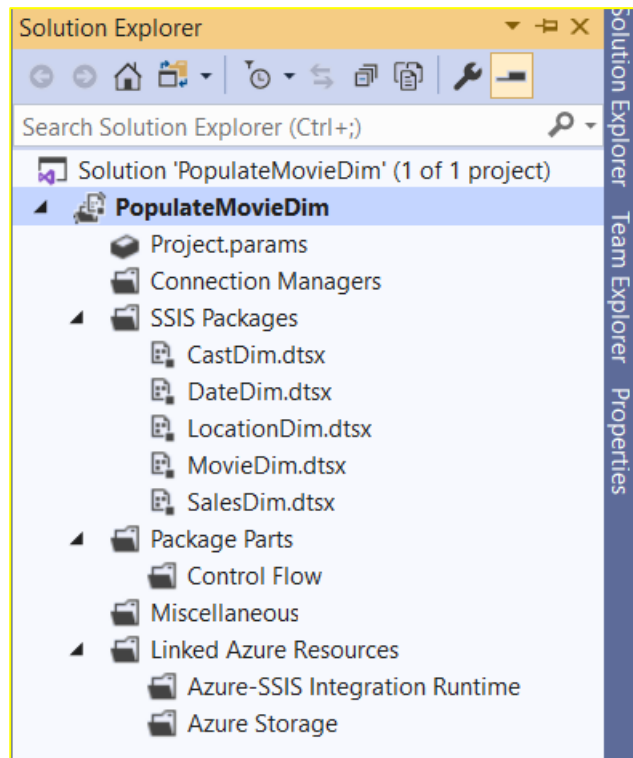 Solution Explorer
Search Solution Explorer (Ctrl+;)
Solution 'PopulateMovieDim' (1 of 1 project)
PopulateMovieDim
Project.params
Connection Managers
SSIS Packages
CastDim.dtsx
DateDim.dtsx
LocationDim.dtsx
MovieDim.dtsx
SalesDim.dtsx
Package Parts
Control Flow
Miscellaneous
Linked Azure Resources
Azure-SSIS Integration Runtime
Azure Storage
Solution Explorer
Team Explorer
Properties